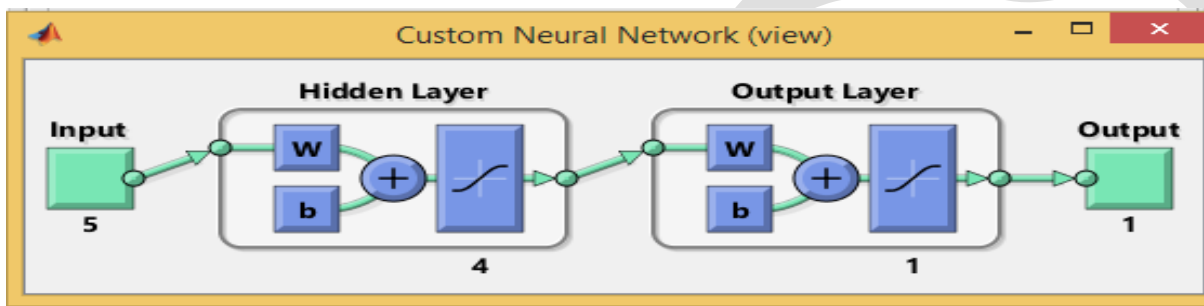 Custom Neural Network (view)
Hidden Layer
Output Layer
Input
Output
W
W
b
b
5
4
1
1